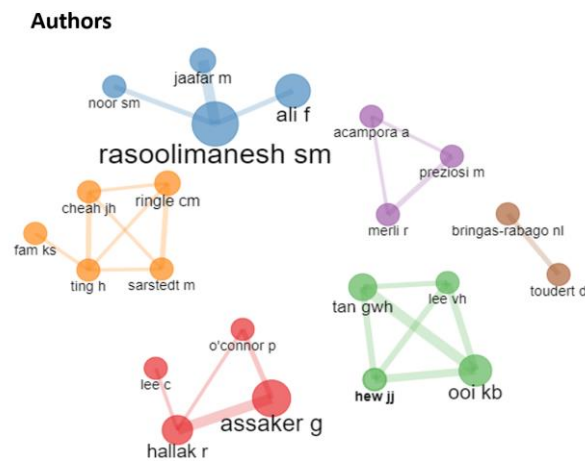 Authors
jaafar m
noor sm
ali f
rasoolimanesh sm
acampora a
preziosi m
merli r
cheah jh
ringle cm
fam ks
ting h
sarstedt m
bringas-rabago nl
toudert d
tan gwh
lee vh
hew jj
ooi kb
o'connor p
lee c
assaker g
hallak r